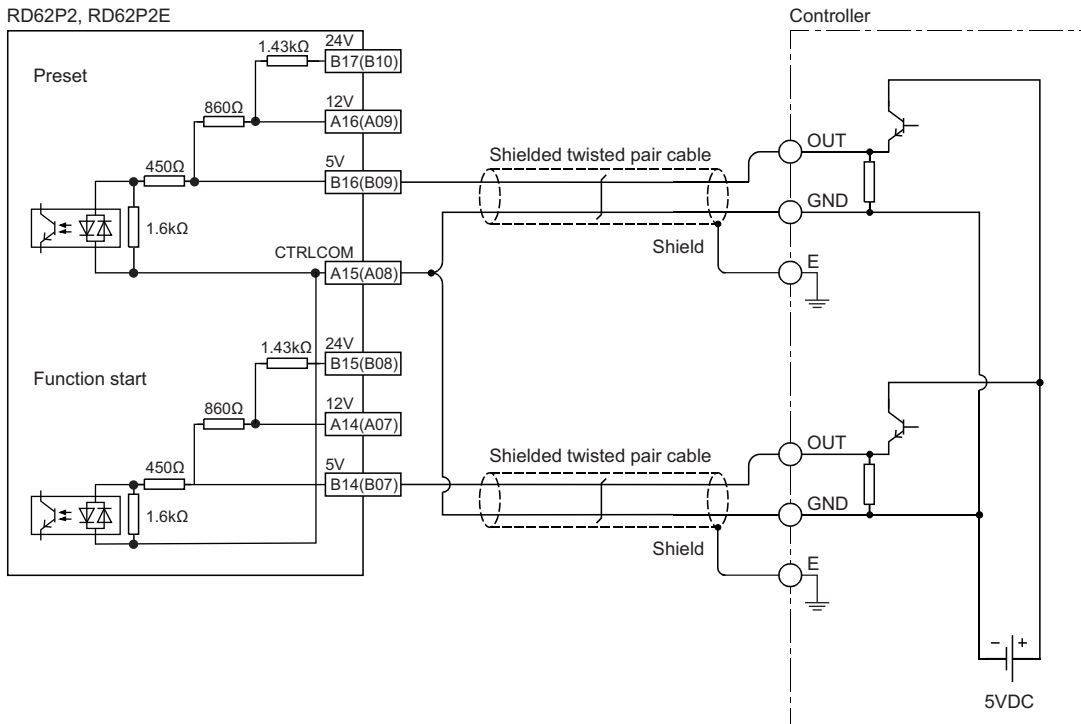 RD62P2, RD62P2E
Controller
Preset
1.43kΩ
24V
B17(B10)
860Ω
12V
A16(A09)
450Ω
5V
B16(B09)
1.6kΩ
CTRLCOM
A15(A08)
Shielded twisted pair cable
Shield
OUT
GND
E
Function start
1.43kΩ
24V
B15(B08)
860Ω
12V
A14(A07)
450Ω
5V
B14(B07)
1.6kΩ
Shielded twisted pair cable
Shield
OUT
GND
E
− +
5VDC